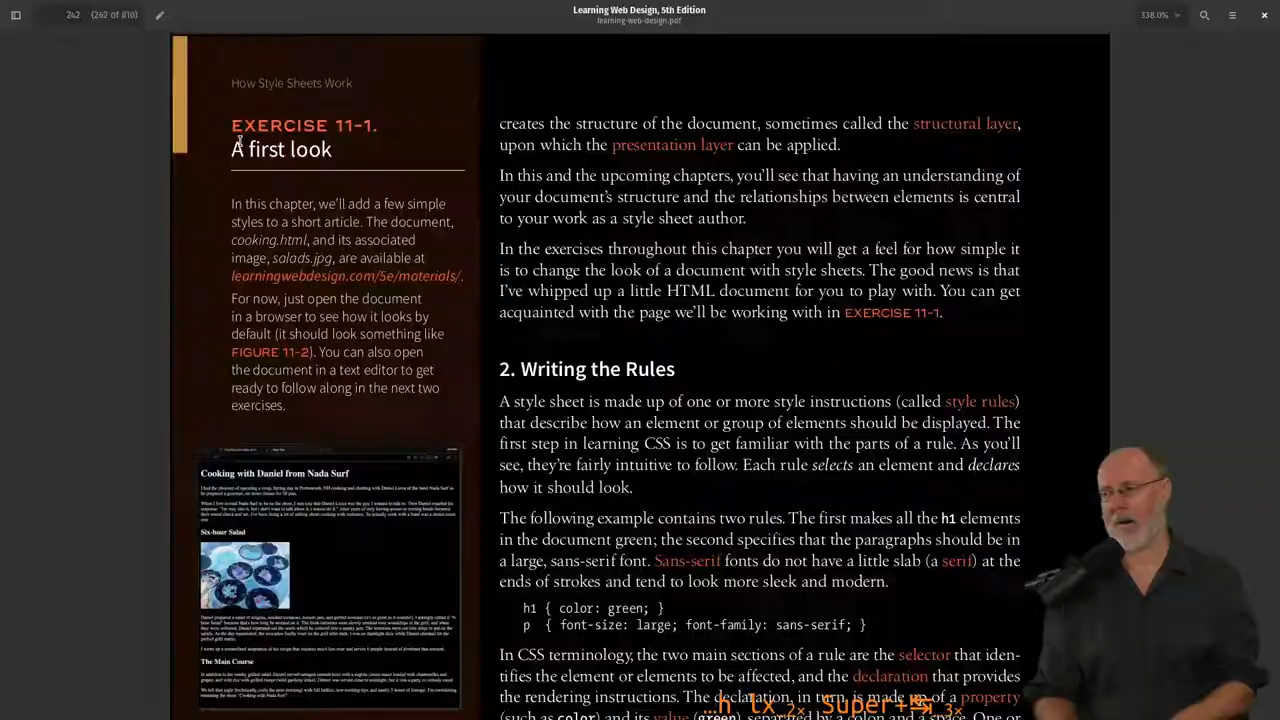 242 (262 of 810)
Learning Web Design, 5th Edition
learning-web-design.pdf
338.0%
How Style Sheets Work
EXERCISE 11-1.
A first look
In this chapter, we'll add a few simple
styles to a short article. The document,
cooking.html, and its associated
image, salads.jpg, are available at
learningwebdesign.com/5e/materials/.
For now, just open the document
in a browser to see how it looks by
default (it should look something like
FIGURE 11-2). You can also open
the document in a text editor to get
ready to follow along in the next two
exercises.
Cooking with Daniel from Nada Surf
Six-hour Salad
The Main Course
creates the structure of the document, sometimes called the structural layer,
upon which the presentation layer can be applied.
In this and the upcoming chapters, you'll see that having an understanding of
your document's structure and the relationships between elements is central
to your work as a style sheet author.
In the exercises throughout this chapter you will get a feel for how simple it
is to change the look of a document with style sheets. The good news is that
I've whipped up a little HTML document for you to play with. You can get
acquainted with the page we'll be working with in EXERCISE 11-1.
2. Writing the Rules
A style sheet is made up of one or more style instructions (called style rules)
that describe how an element or group of elements should be displayed. The
first step in learning CSS is to get familiar with the parts of a rule. As you'll
see, they're fairly intuitive to follow. Each rule selects an element and declares
how it should look.
The following example contains two rules. The first makes all the h1 elements
in the document green; the second specifies that the paragraphs should be in
a large, sans-serif font. Sans-serif fonts do not have a little slab (a serif) at the
ends of strokes and tend to look more sleek and modern.
h1 { color: green; }
p { font-size: large; font-family: sans-serif; }
In CSS terminology, the two main sections of a rule are the selector that iden-
tifies the element or elements to be affected, and the declaration that provides
the rendering instructions. The declaration, in turn, is made up of a property
(such as color) and its value (green), separated by a colon and a space. One or